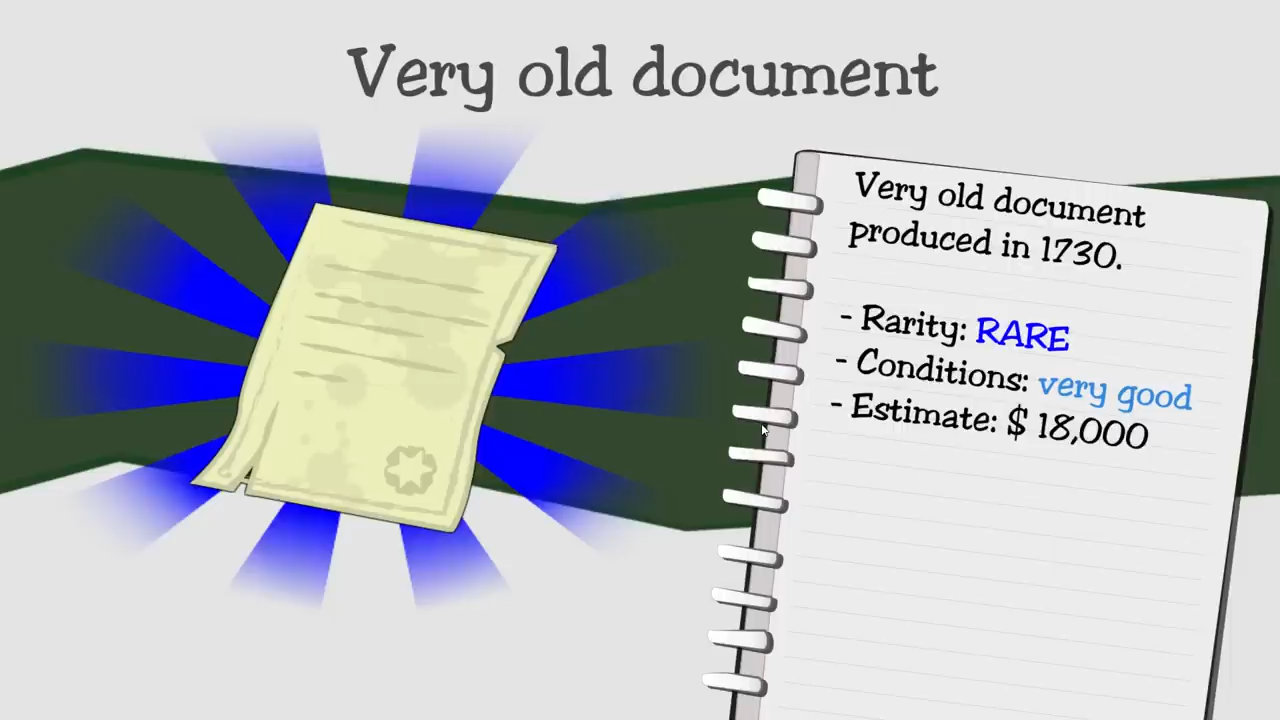 Very old document
Very old document
produced in 1730.
- Rarity: RARE
- Conditions: very good
- Estimate: $ 18,000